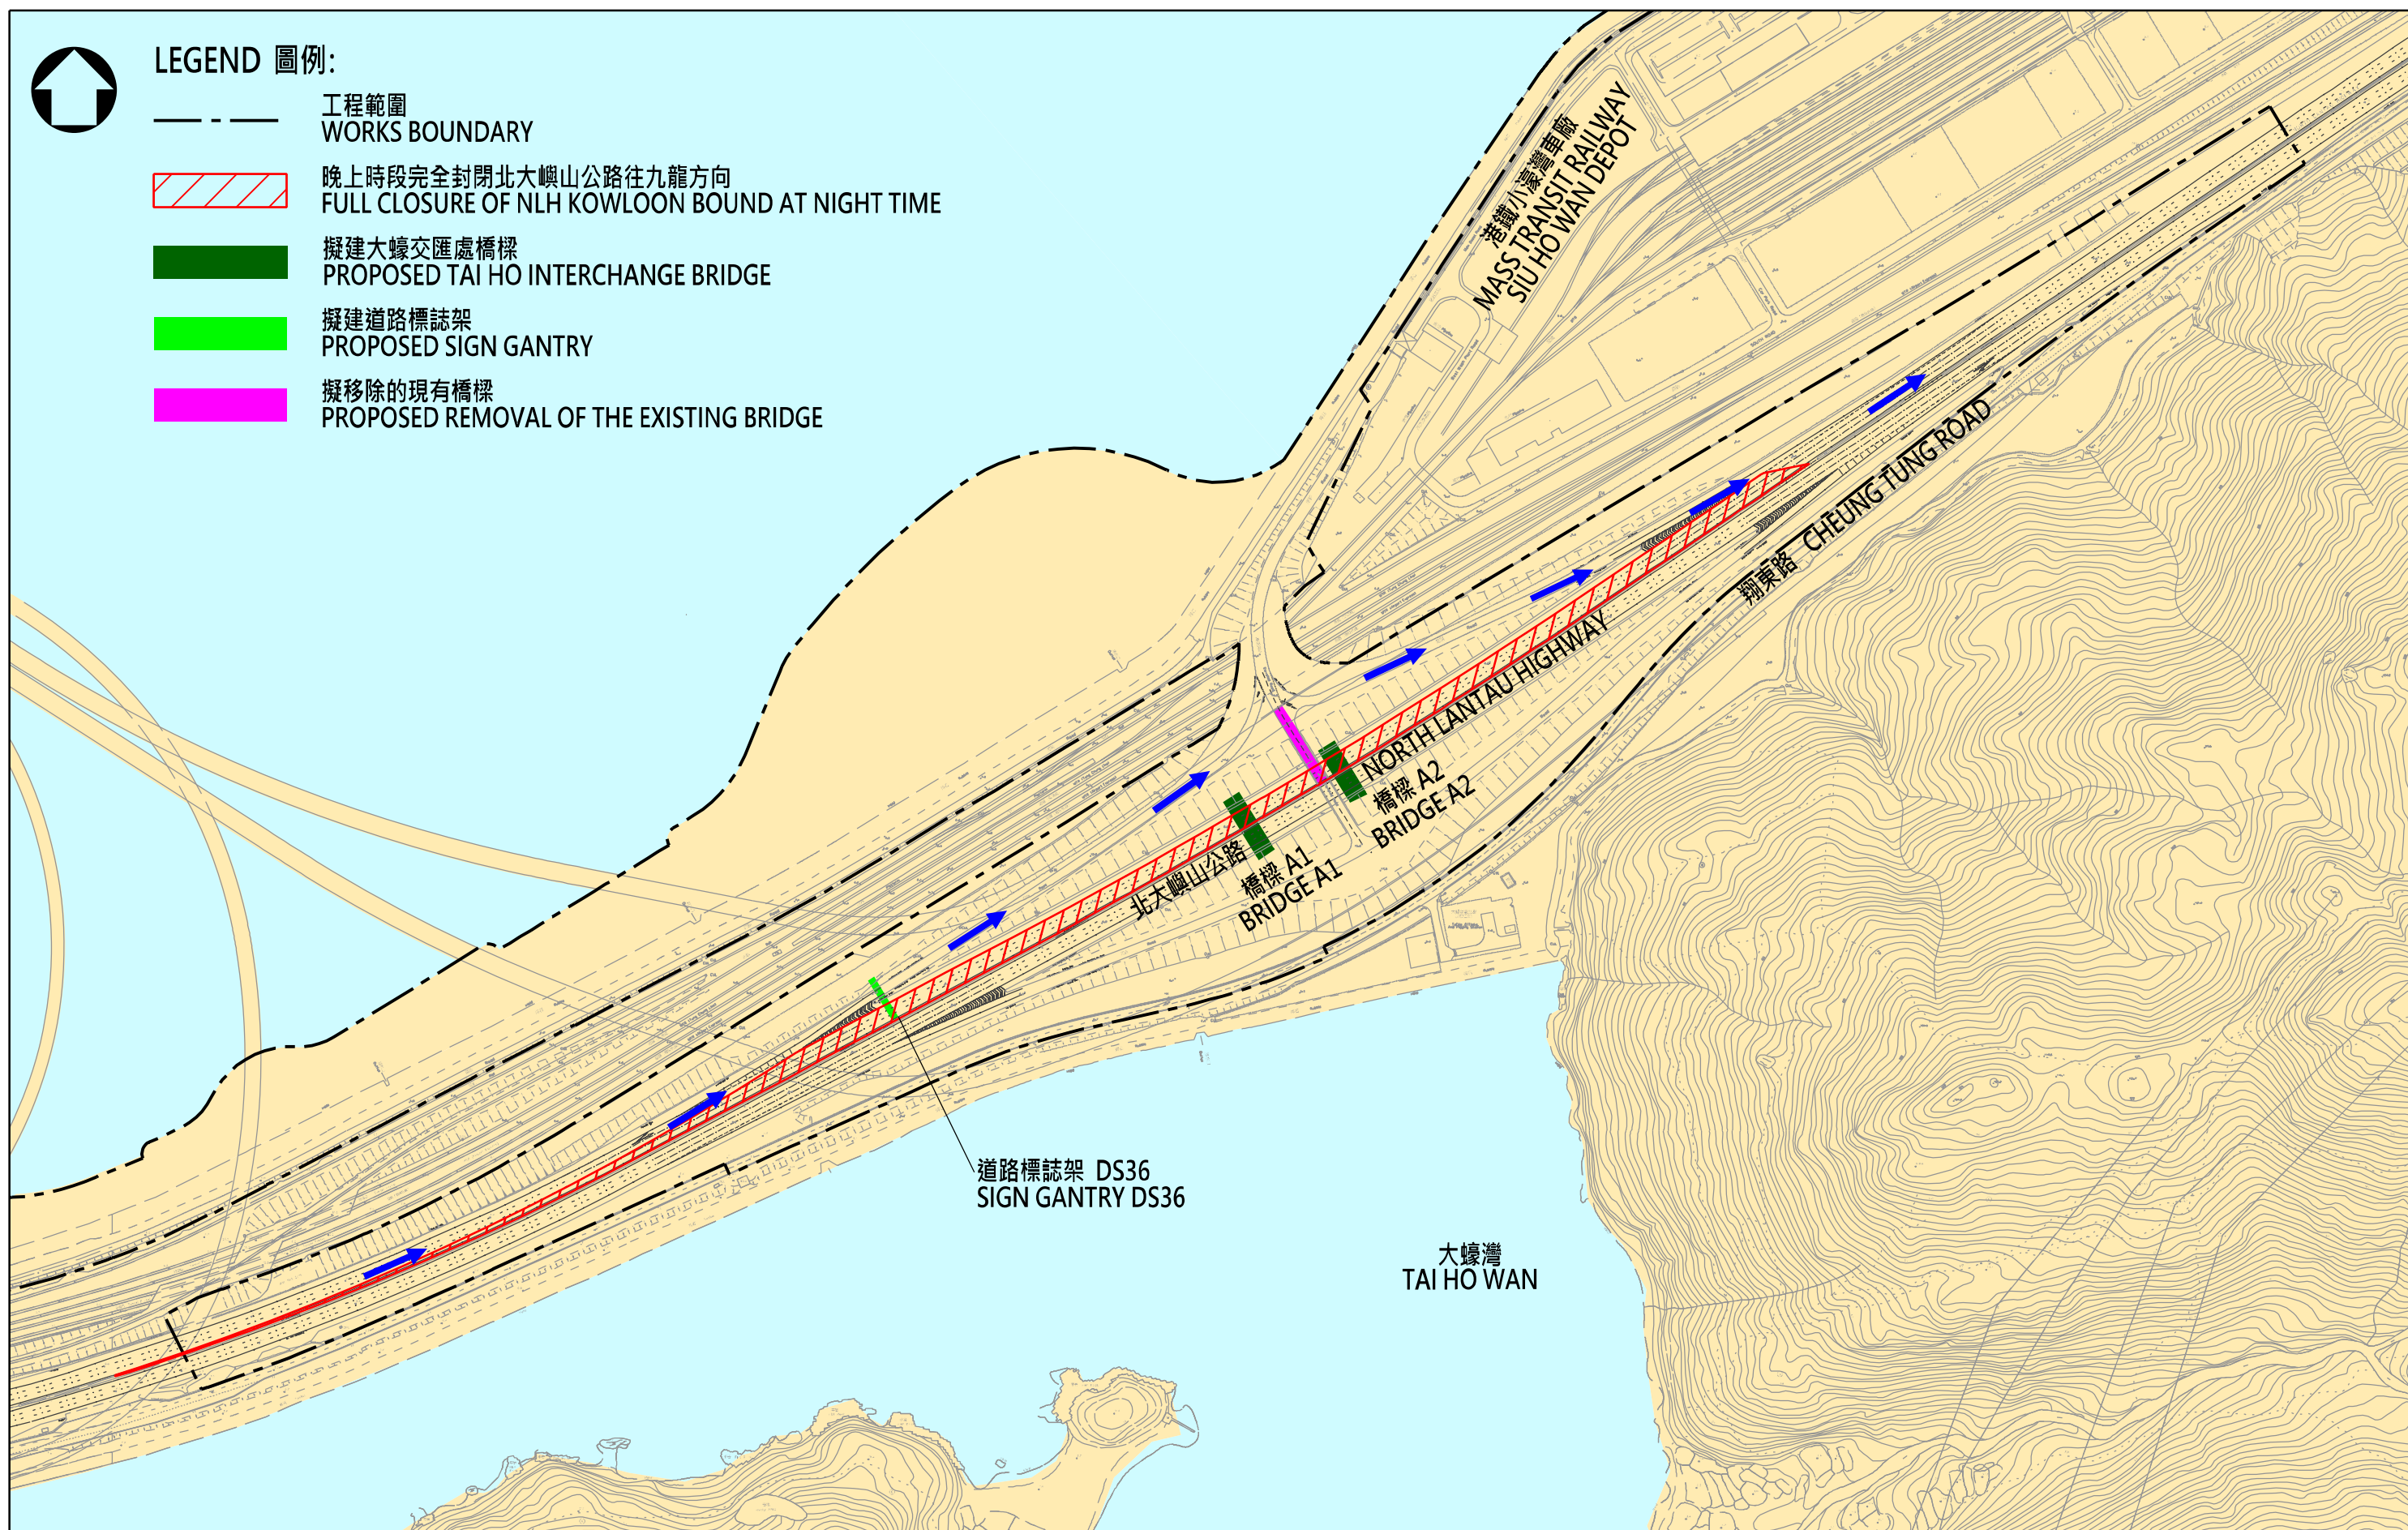 LEGEND 圖例:
工程範圍
WORKS BOUNDARY
晚上時段完全封閉北大嶼山公路往九龍方向
FULL CLOSURE OF NLH KOWLOON BOUND AT NIGHT TIME
擬建大蠔交匯處橋樑
PROPOSED TAI HO INTERCHANGE BRIDGE
擬建道路標誌架
PROPOSED SIGN GANTRY
擬移除的現有橋樑
PROPOSED REMOVAL OF THE EXISTING BRIDGE
港鐵小濠灣車廠
MASS TRANSIT RAILWAY
SIU HO WAN DEPOT
翔東路 CHEUNG TUNG ROAD
北大嶼山公路 NORTH LANTAU HIGHWAY
橋樑 A2
BRIDGE A2
橋樑 A1
BRIDGE A1
道路標誌架 DS36
SIGN GANTRY DS36
大蠔灣
TAI HO WAN